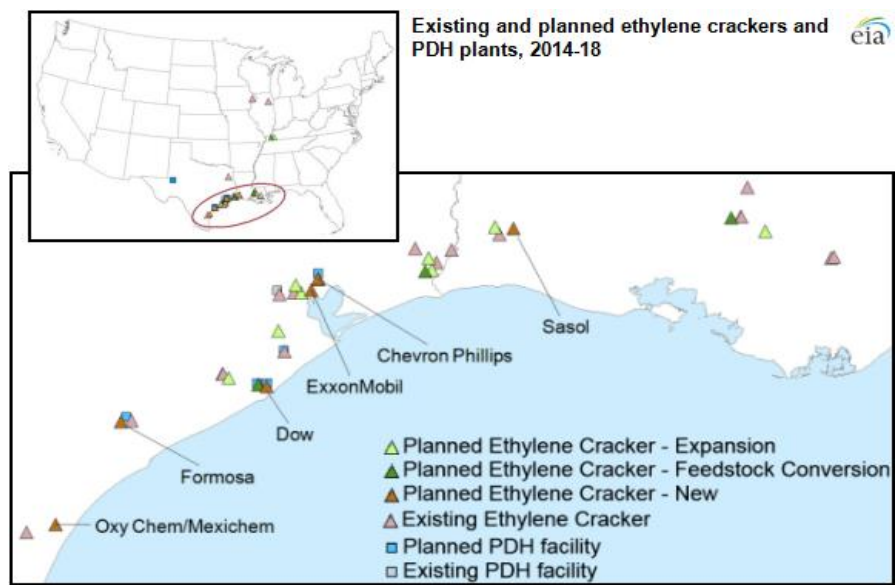 Existing and planned ethylene crackers and
PDH plants, 2014-18
eia
Sasol
Chevron Phillips
ExxonMobil
Dow
Formosa
Oxy Chem/Mexichem
Planned Ethylene Cracker - Expansion
Planned Ethylene Cracker - Feedstock Conversion
Planned Ethylene Cracker - New
Existing Ethylene Cracker
Planned PDH facility
Existing PDH facility